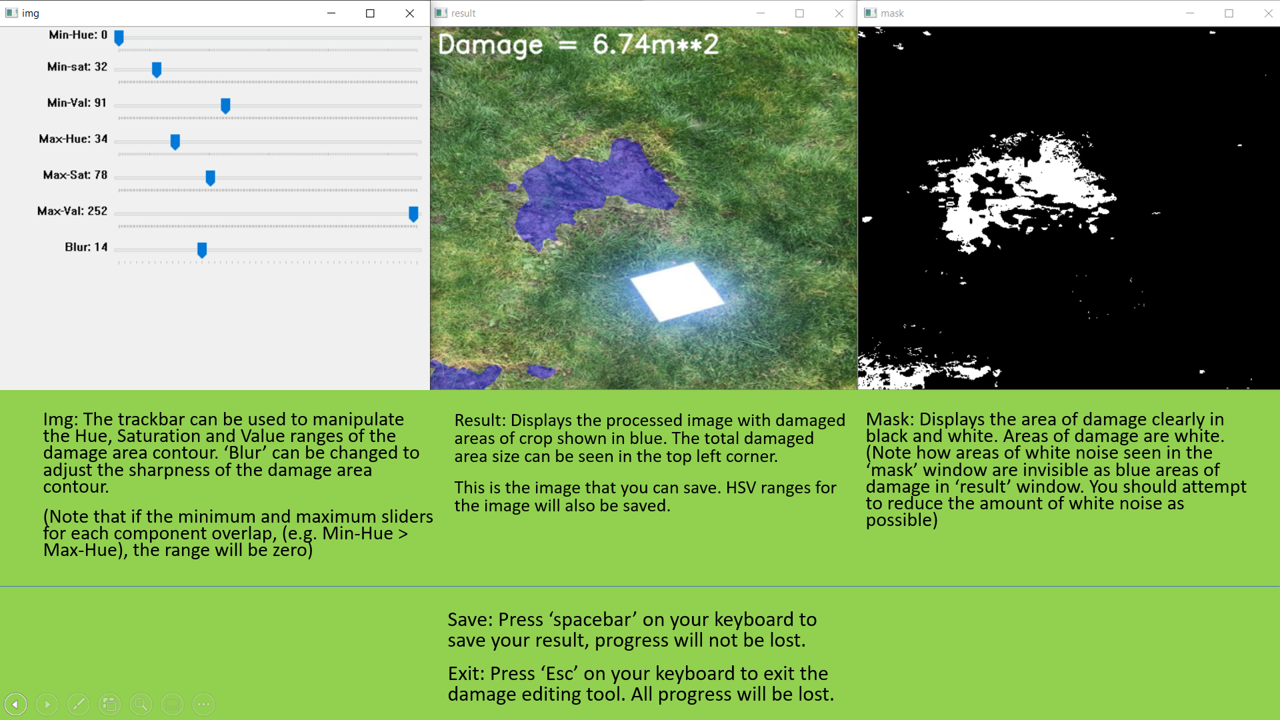 img
Min-Hue: 0
Min-sat: 32
Min-Val: 91
Max-Hue: 34
Max-Sat: 78
Max-Val: 252
Blur: 14
result
Damage = 6.74m**2
mask
Img: The trackbar can be used to manipulate
the Hue, Saturation and Value ranges of the
damage area contour. ‘Blur’ can be changed to
adjust the sharpness of the damage area
contour.
(Note that if the minimum and maximum sliders
for each component overlap, (e.g. Min-Hue >
Max-Hue), the range will be zero)
Result: Displays the processed image with damaged
areas of crop shown in blue. The total damaged
area size can be seen in the top left corner.
This is the image that you can save. HSV ranges for
the image will also be saved.
Mask: Displays the area of damage clearly in
black and white. Areas of damage are white.
(Note how areas of white noise seen in the
‘mask’ window are invisible as blue areas of
damage in ‘result’ window. You should attempt
to reduce the amount of white noise as
possible)
Save: Press ‘spacebar’ on your keyboard to
save your result, progress will not be lost.
Exit: Press ‘Esc’ on your keyboard to exit the
damage editing tool. All progress will be lost.